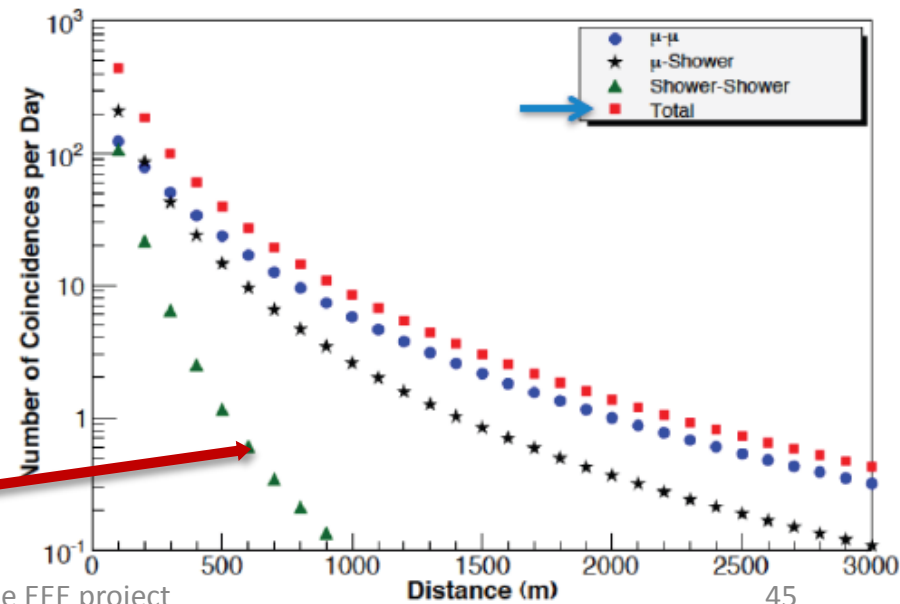 10³
10²
10
1
10⁻¹
Number of Coincidences per Day
μ-μ
μ-Shower
Shower-Shower
Total
0 500 1000 1500 2000 2500 3000
Distance (m)
EEE project
45